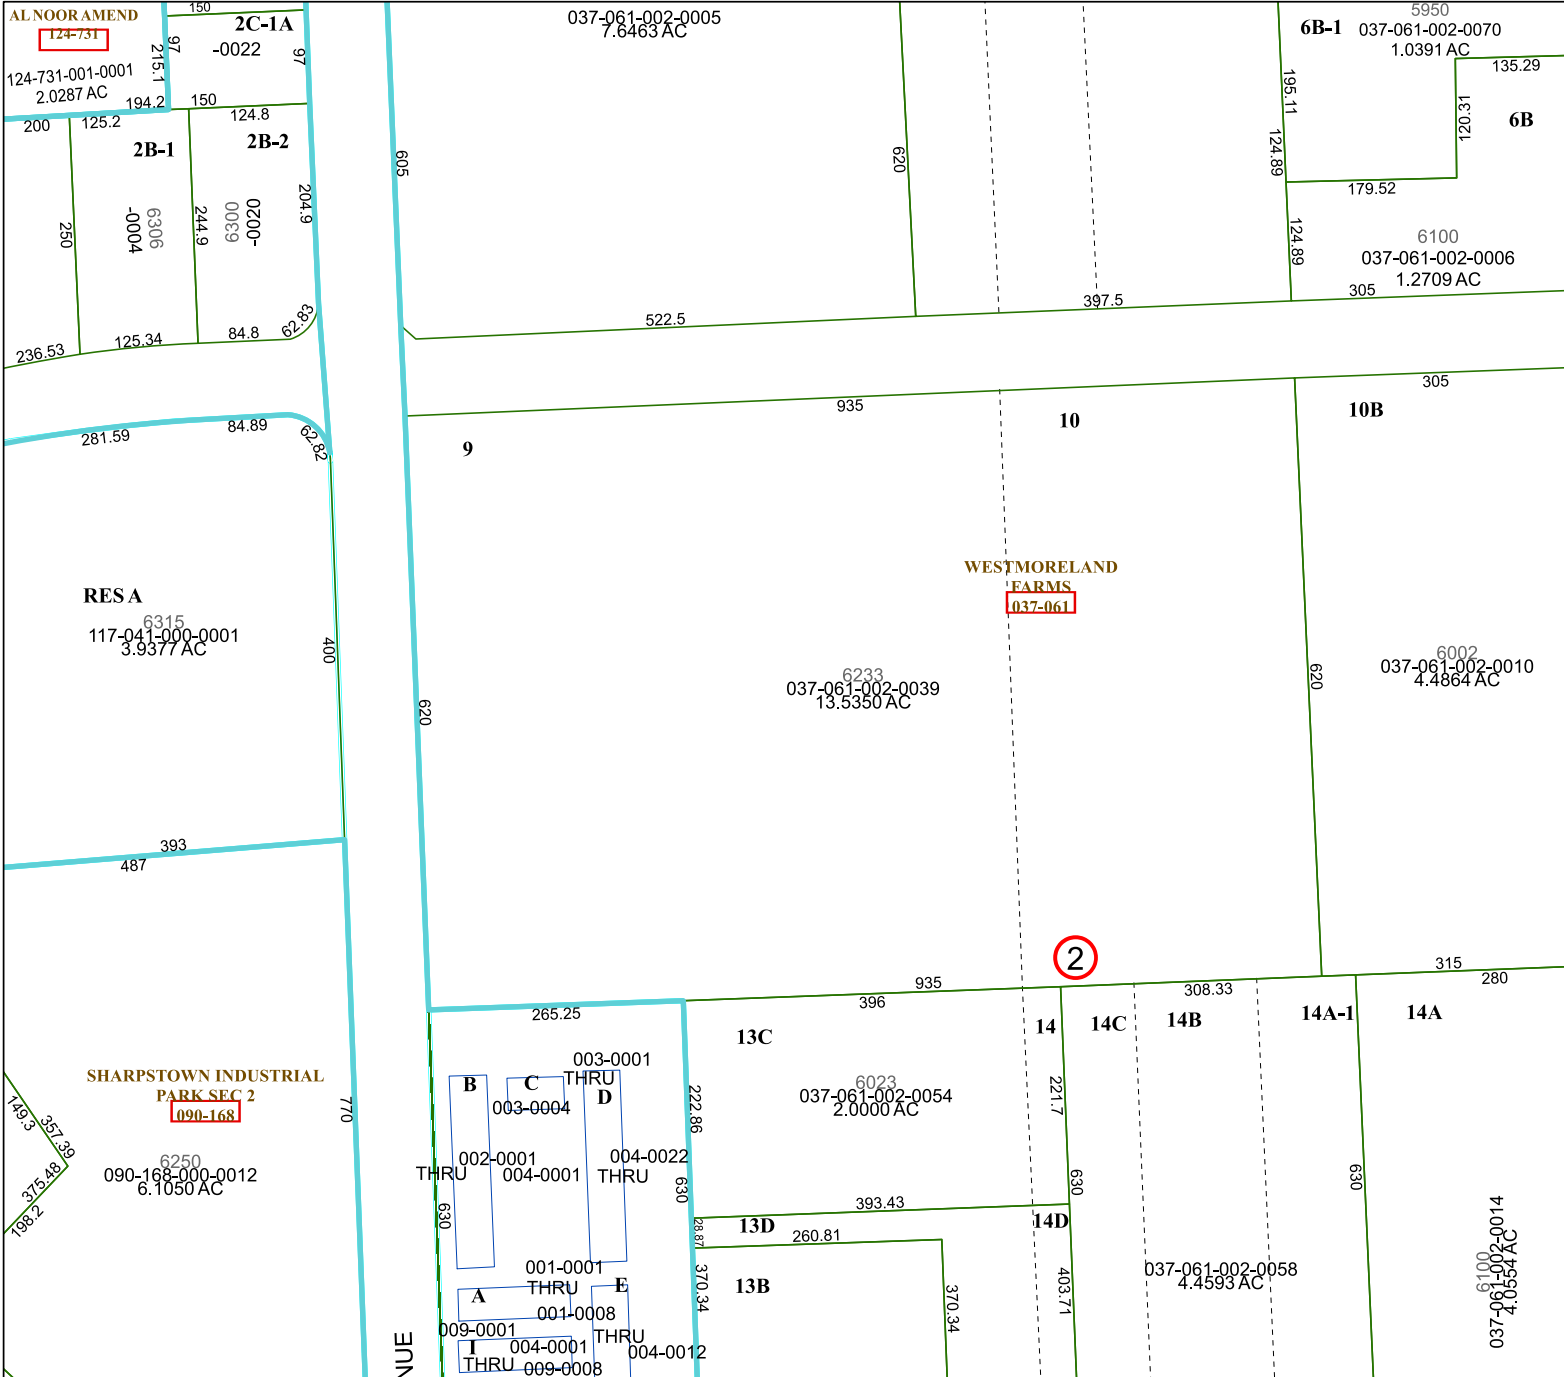 AL NOOR AMEND
124-731
124-731-001-0001
2.0287 AC
150
2C-1A
-0022
97
215.1
97
194.2
150
200
125.2
124.8
2B-1
2B-2
250
-0004
6306
244.9
6300
-0020
204.9
236.53
125.34
84.8
62.83
037-061-002-0005
7.6463 AC
605
620
522.5
397.5
6B-1
5950
037-061-002-0070
1.0391 AC
195.11
124.89
135.29
120.31
6B
179.52
124.89
6100
037-061-002-0006
1.2709 AC
305
281.59
84.89
62.82
935
305
9
10
10B
RES A
6315
117-041-000-0001
3.9377 AC
400
620
WESTMORELAND
FARMS
037-061
6233
037-061-002-0039
13.5350 AC
620
6002
037-061-002-0010
4.4864 AC
393
487
2
935
396
308.33
315
280
265.25
13C
14
14C
14B
14A-1
14A
SHARPSTOWN INDUSTRIAL
PARK SEC 2
090-168
6250
090-168-000-0012
6.1050 AC
149.3
357.39
375.48
198.2
770
B
C
003-0001
THRU
003-0004
D
002-0001
THRU
004-0001
004-0022
THRU
630
222.86
630
6023
037-061-002-0054
2.0000 AC
221.7
630
630
393.43
28.87
13D
14D
260.81
370.34
13B
370.34
403.71
037-061-002-0058
4.4593 AC
6100
037-061-002-0014
4.0554 AC
001-0001
THRU
A
001-0008
E
009-0001
I
THRU
004-0001
009-0008
THRU
004-0012
NUE